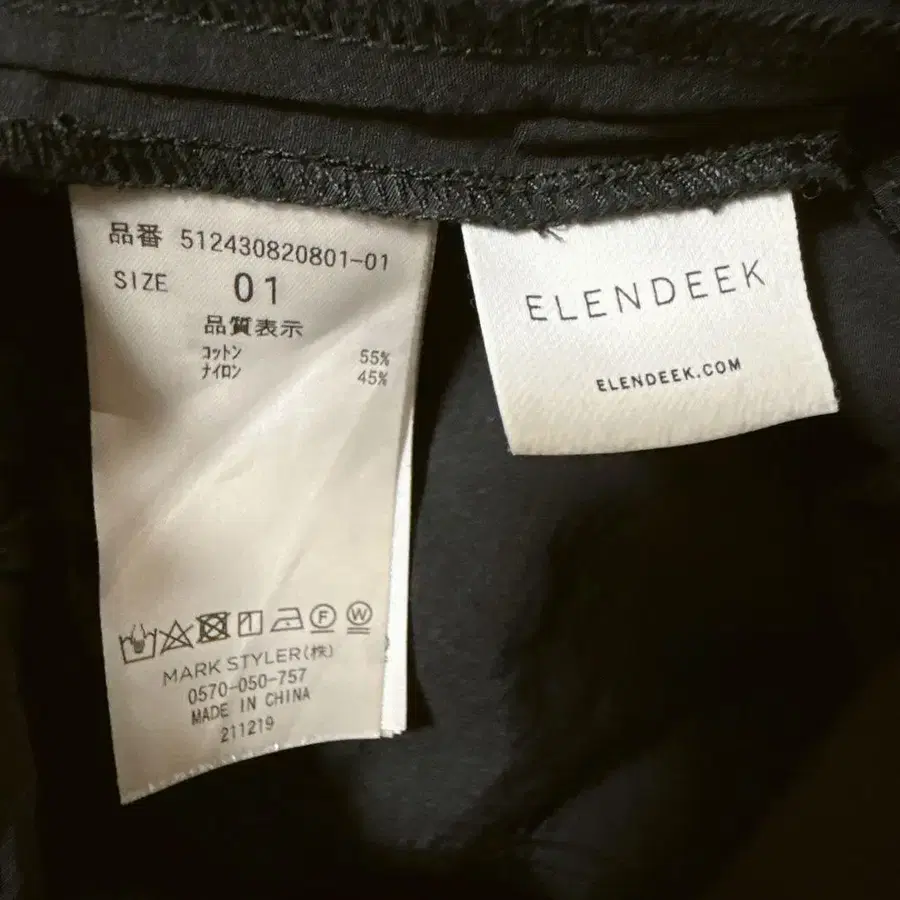 品番 512430820801-01
SIZE 01
品質表示
コットン 55%
ナイロン 45%
F W
MARK STYLER(株)
0570-050-757
MADE IN CHINA
211219
ELENDEEK
ELENDEEK.COM